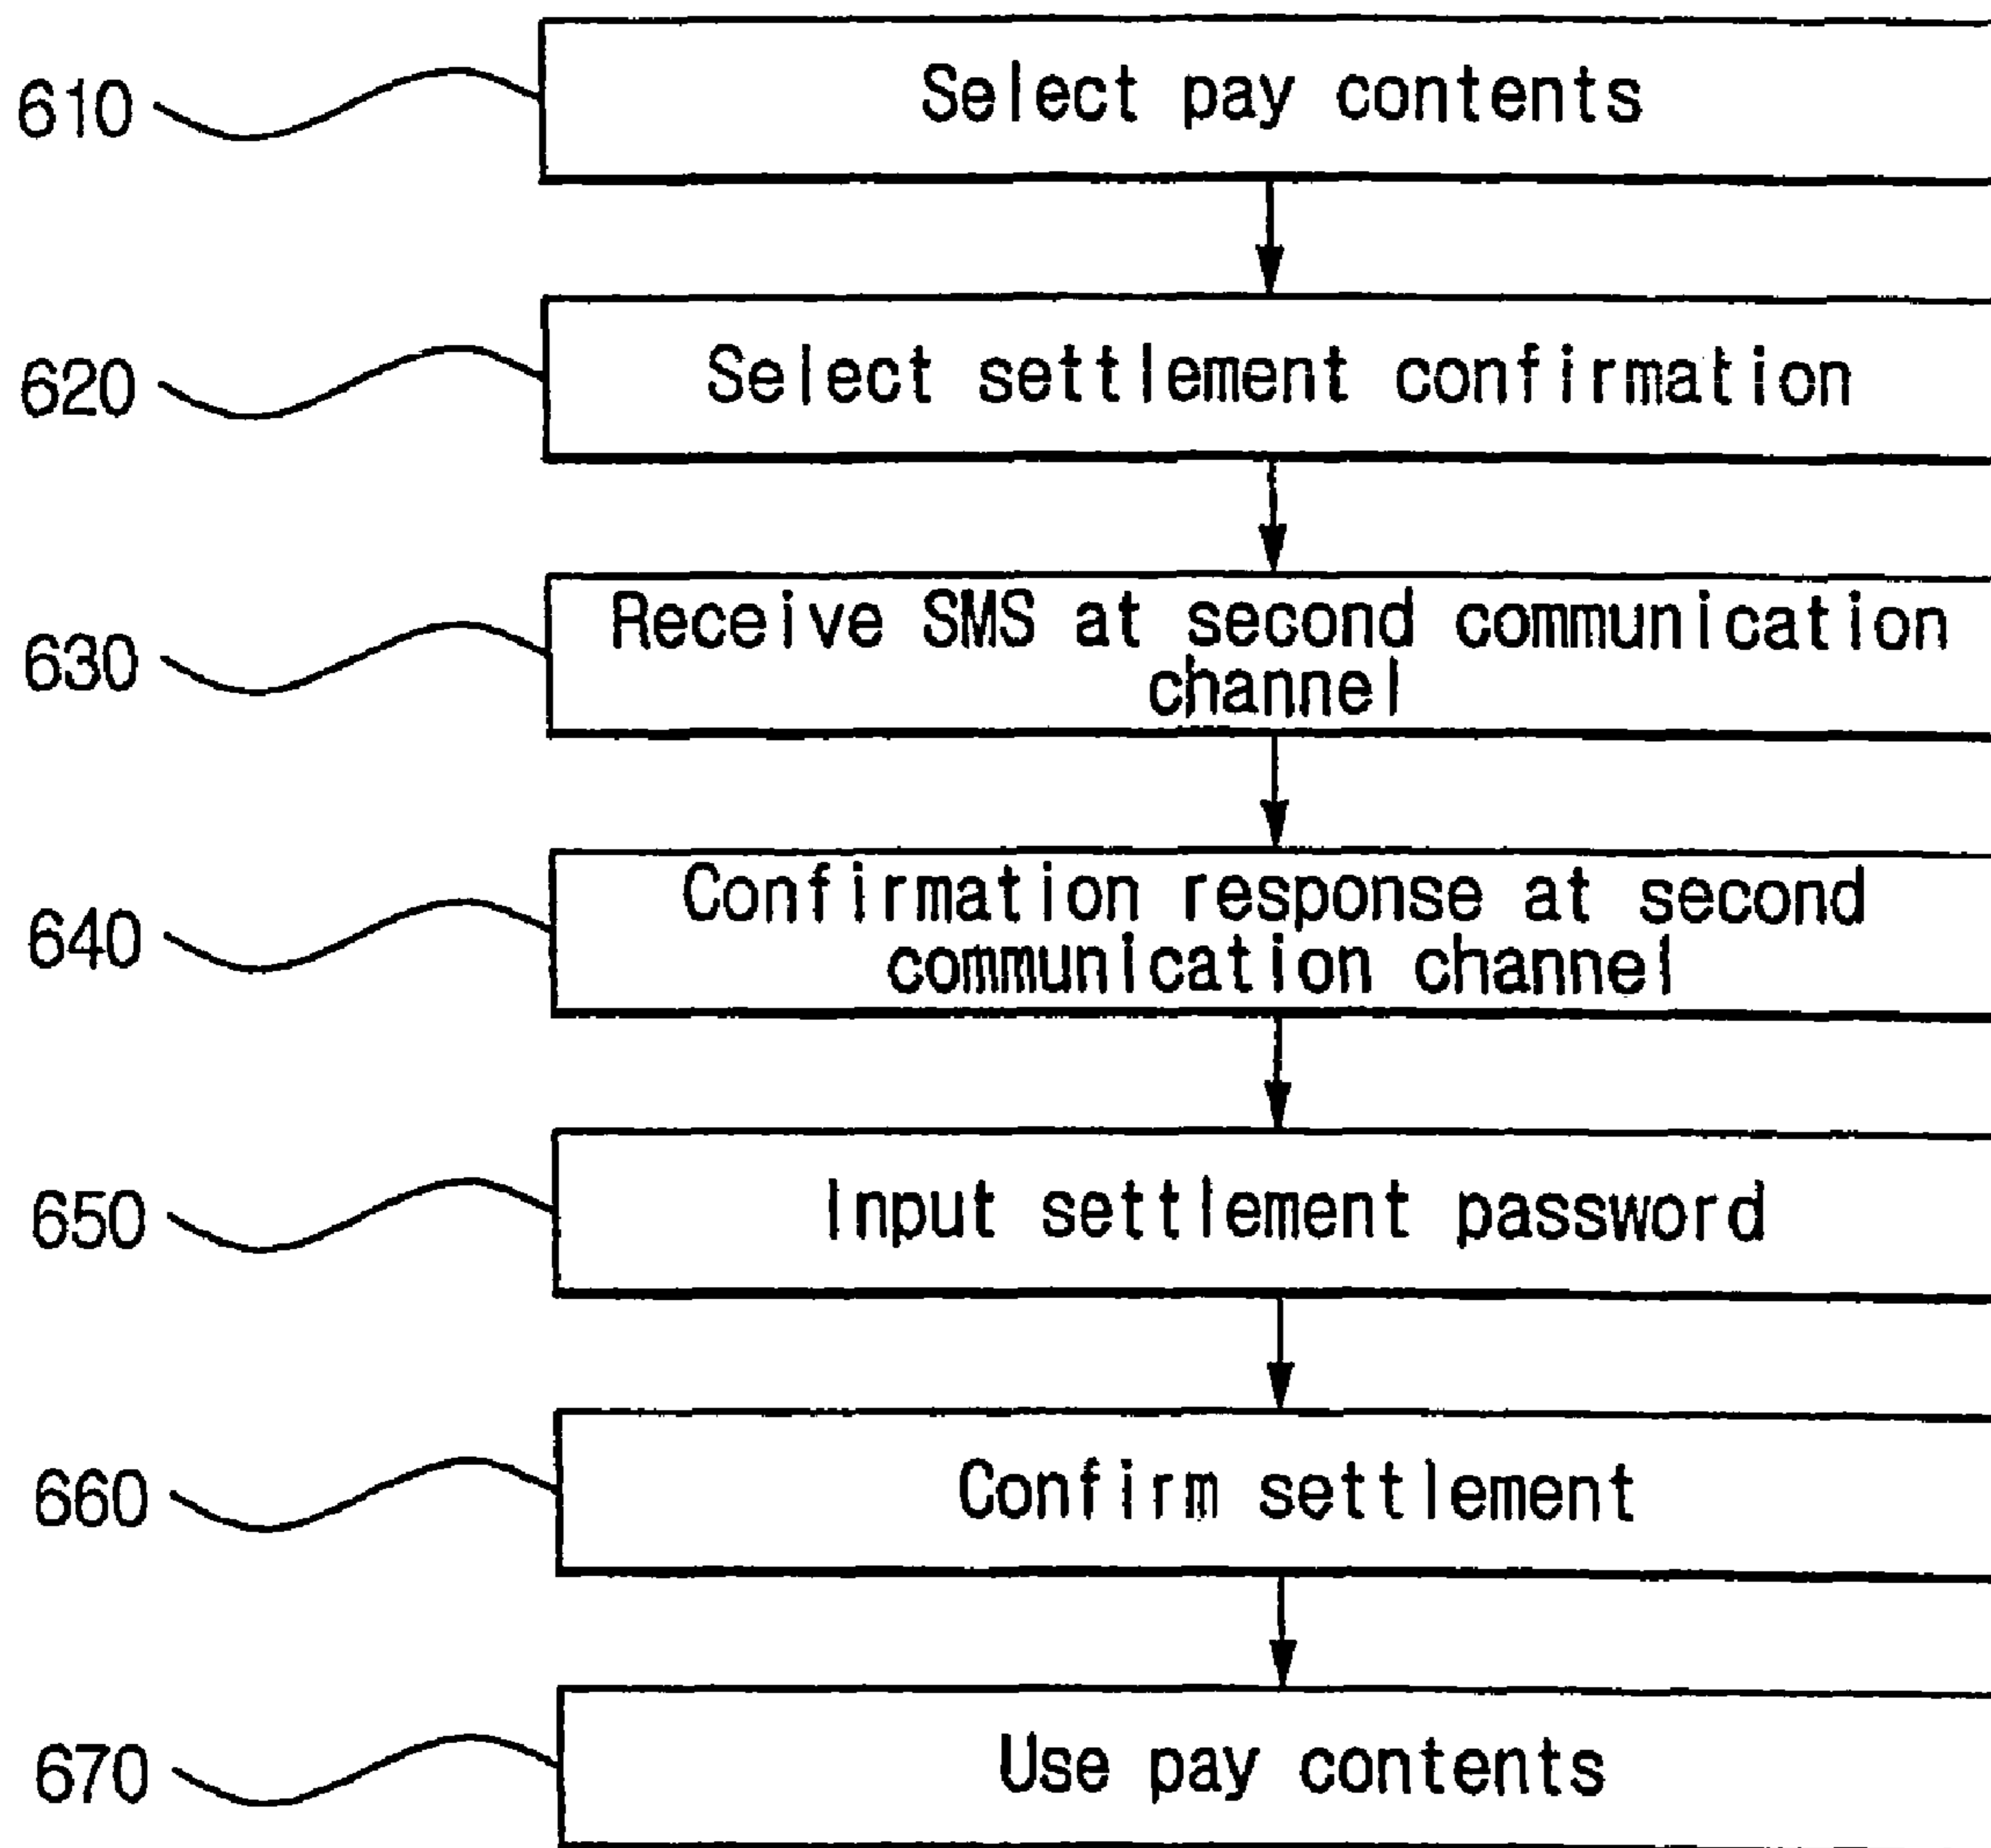 610
Select pay contents
620
Select settlement confirmation
630
Receive SMS at second communication
channel
640
Confirmation response at second
communication channel
650
Input settlement password
660
Confirm settlement
670
Use pay contents